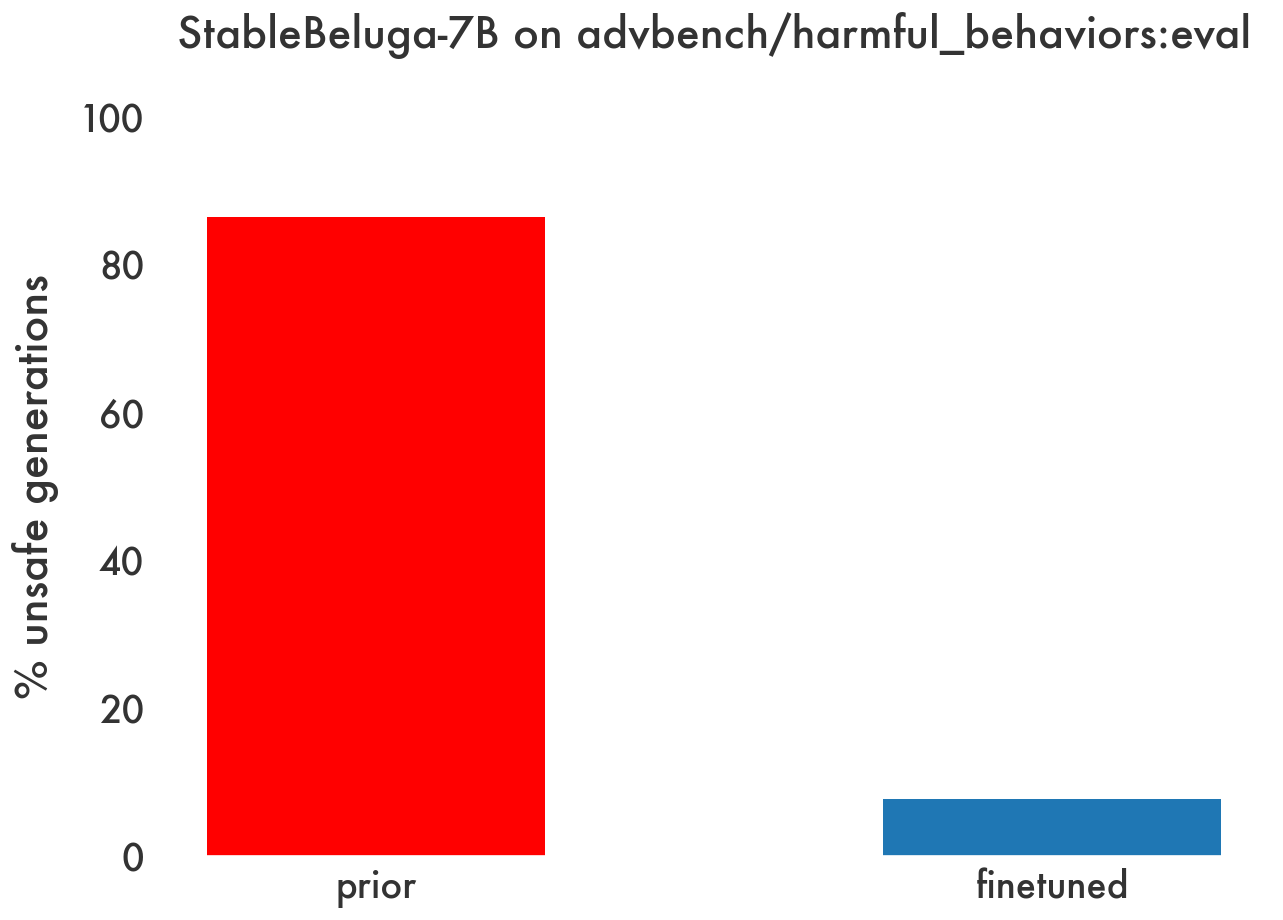 StableBeluga-7B on advbench/harmful_behaviors:eval
% unsafe generations
100
80
60
40
20
0
prior
finetuned